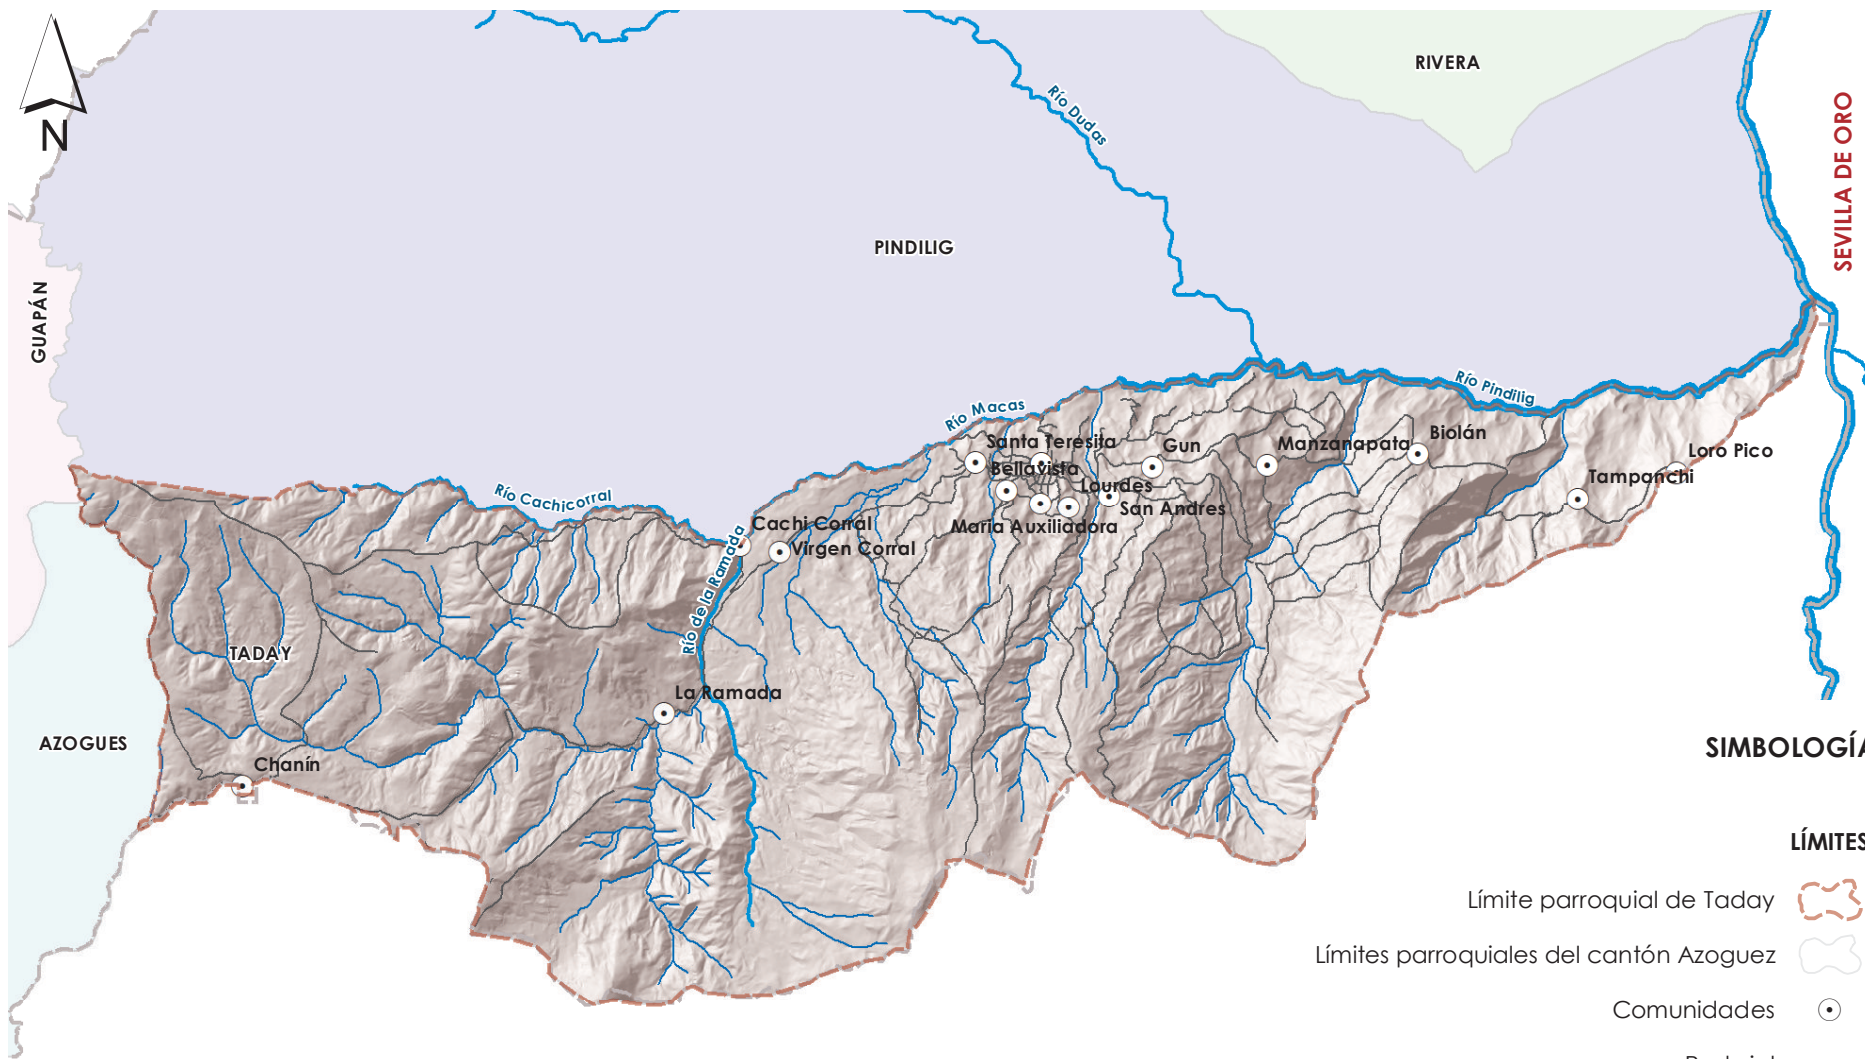 N
RIVERA
Río Dudas
SEVILLA DE ORO
PINDILIG
GUAPÁN
Río Pindilig
Río Macas
Santa Teresita
Gun
Manzanapata
Biolán
Loro Pico
Bellavista
Tampanchi
Lourdes
San Andres
Río Cachicorral
Cachi Corral
Maria Auxiliadora
Virgen Corral
Río de la Ramada
TADAY
La Ramada
AZOGUES
Chanín
SIMBOLOGÍA
LÍMITES
Límite parroquial de Taday
Límites parroquiales del cantón Azoguez
Comunidades